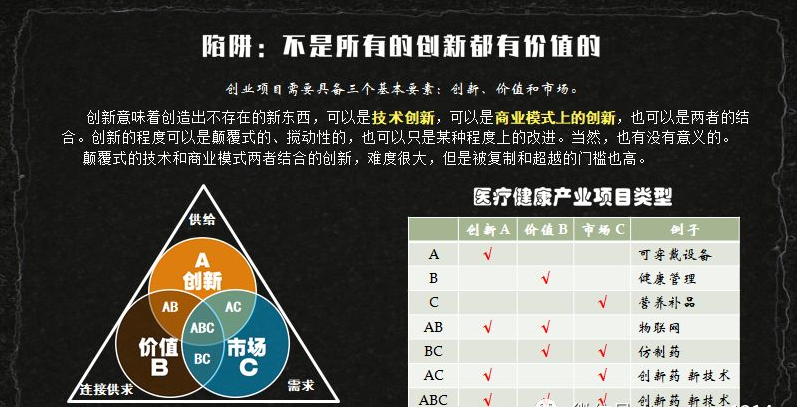 陷阱：不是所有的创新都有价值的
创业项目需要具备三个基本要素：创新、价值和市场。
创新意味着创造出不存在的新东西，可以是技术创新，可以是商业模式上的创新，也可以是两者的结
合。创新的程度可以是颠覆式的、搅动性的，也可以只是某种程度上的改进。当然，也有没有意义的。
颠覆式的技术和商业模式两者结合的创新，难度很大，但是被复制和超越的门槛也高。
供给
A
创新
AB
AC
ABC
价值
B
BC
市场
C
连接供求
需求
医疗健康产业项目类型
创新A 价值B 市场C 例子
A √ 可穿戴设备
B √ 健康管理
C √ 营养补品
AB √ √ 物联网
BC √ √ 仿制药
AC √ √ 创新药 新技术
ABC √ √ √ 创新药 新技术